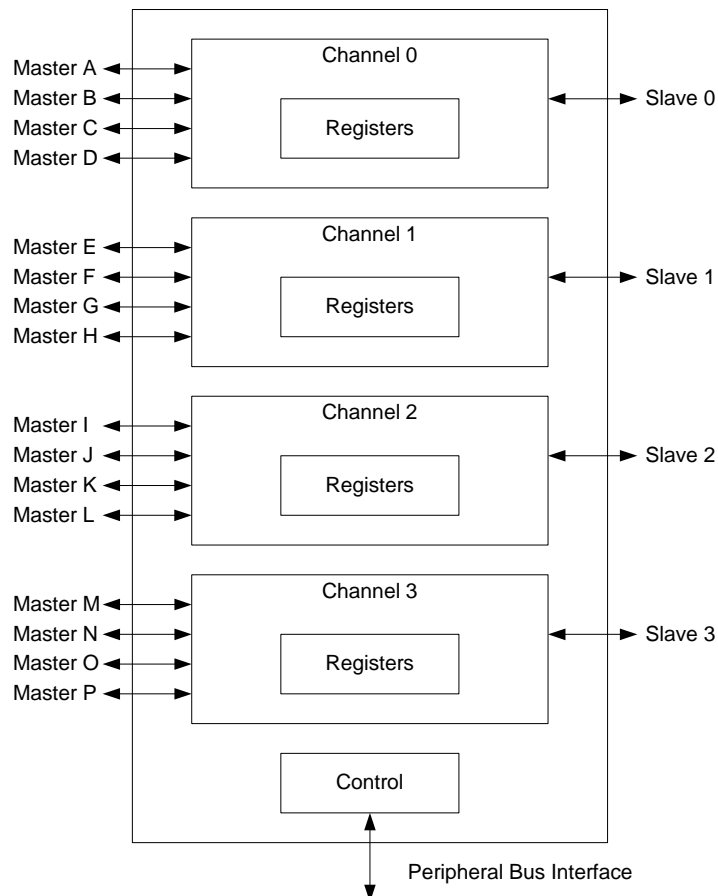 Channel 0
Master A
Master B
Master C
Master D
Registers
Slave 0
Channel 1
Master E
Master F
Master G
Master H
Registers
Slave 1
Channel 2
Master I
Master J
Master K
Master L
Registers
Slave 2
Channel 3
Master M
Master N
Master O
Master P
Registers
Slave 3
Control
Peripheral Bus Interface